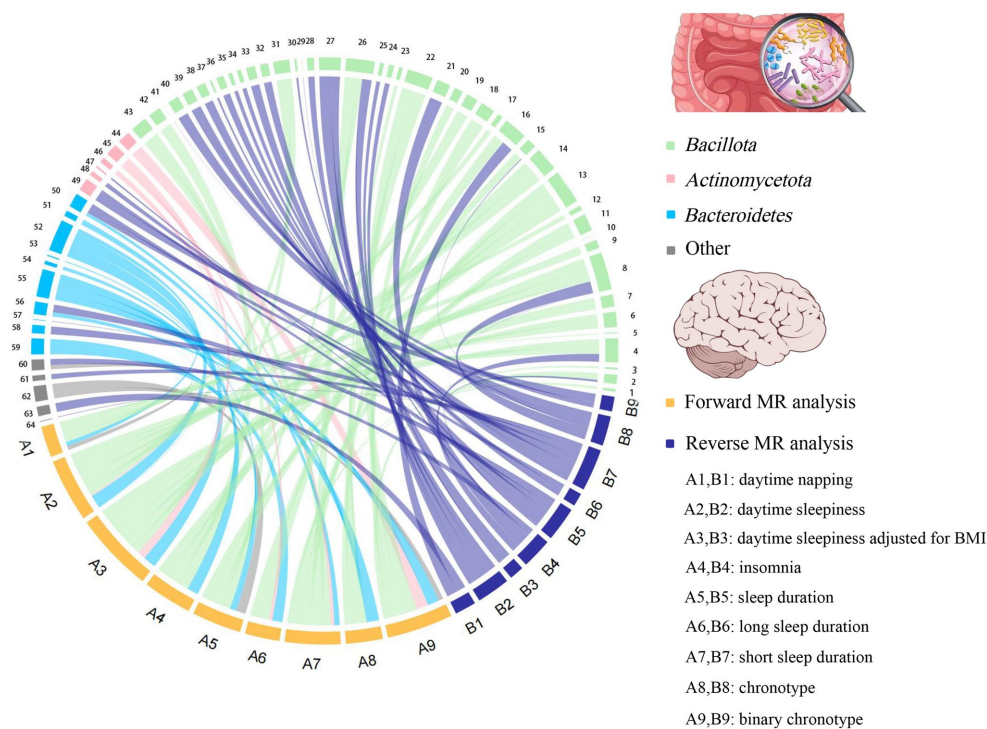 1
2
3
4
5
6
7
8
9
10
11
12
13
14
15
16
17
18
19
20
21
22
23
24
25
26
27
28
29
30
31
32
33
34
35
36
37
38
39
40
41
42
43
44
45
46
47
48
49
50
51
52
53
54
55
56
57
58
59
60
61
62
63
64
A1
A2
A3
A4
A5
A6
A7
A8
A9
B1
B2
B3
B4
B5
B6
B7
B8
B9
Bacillota
Actinomycetota
Bacteroidetes
Other
Forward MR analysis
Reverse MR analysis
A1,B1: daytime napping
A2,B2: daytime sleepiness
A3,B3: daytime sleepiness adjusted for BMI
A4,B4: insomnia
A5,B5: sleep duration
A6,B6: long sleep duration
A7,B7: short sleep duration
A8,B8: chronotype
A9,B9: binary chronotype